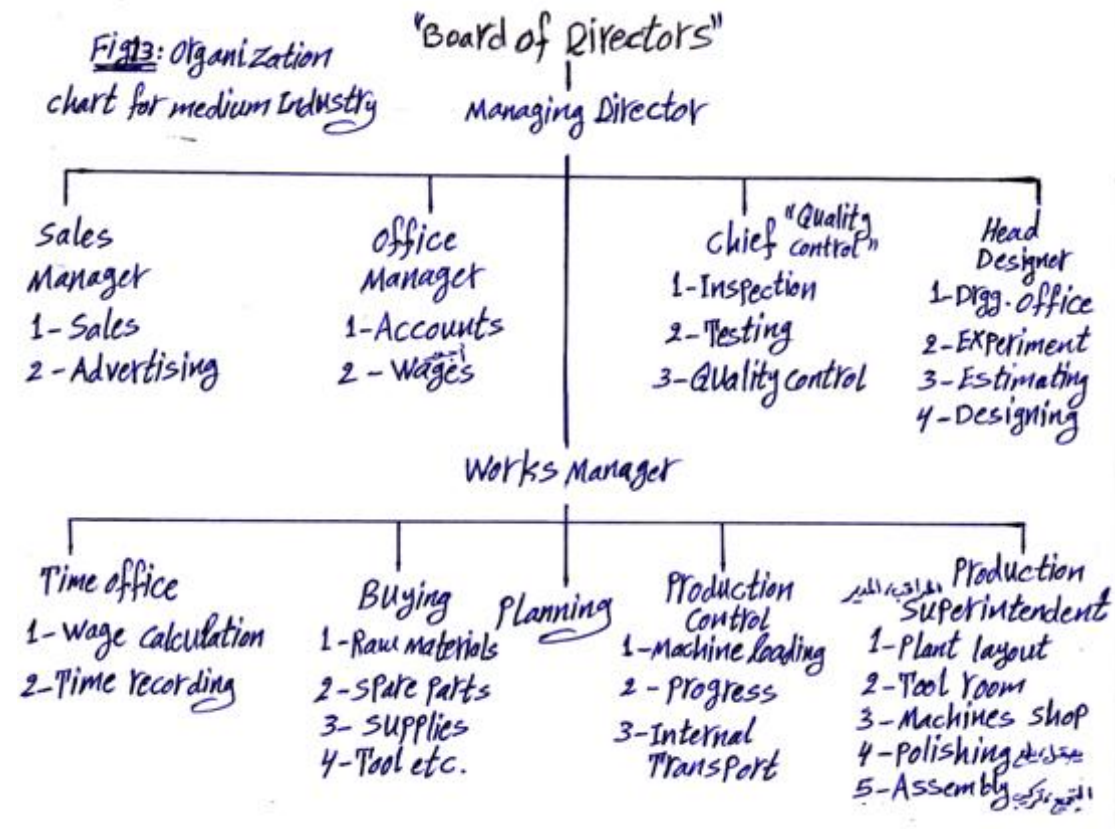 "Board of Directors"
Fig13: Organization
chart for medium Industry
Managing Director
Sales
Manager
1- Sales
2 - Advertising
Office
Manager
1-Accounts
2 - Wages
Chief "Quality
control"
1-Inspection
2 - Testing
3-Quality control
Head
Designer
1-Drgg. office
2-Experiment
3-Estimating
4-Designing
Works Manager
Time office
1- Wage calculation
2-Time recording
Buying
1-Raw materials
2-Spare parts
3- Supplies
4-Tool etc.
Planning
Production
Control
1-Machine loading
2 - Progress
3-Internal
Transport
Production
Superintendent
1-Plant layout
2-Tool room
3-Machines shop
4-Polishing
5-Assembly